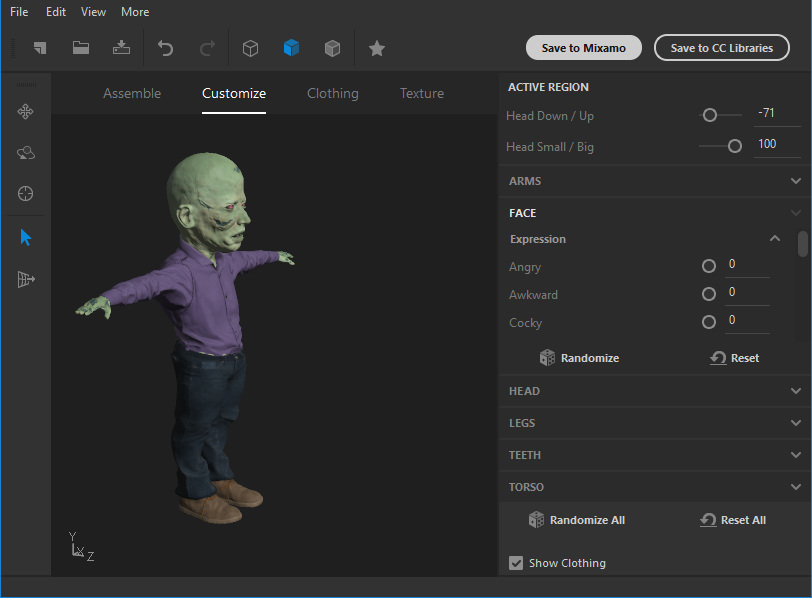 File Edit View More
Save to Mixamo Save to CC Libraries
Assemble Customize Clothing Texture
ACTIVE REGION
Head Down / Up -71
Head Small / Big 100
ARMS
FACE
Expression
Angry 0
Awkward 0
Cocky 0
Randomize Reset
HEAD
LEGS
TEETH
TORSO
Randomize All Reset All
Show Clothing
Y
X
Z